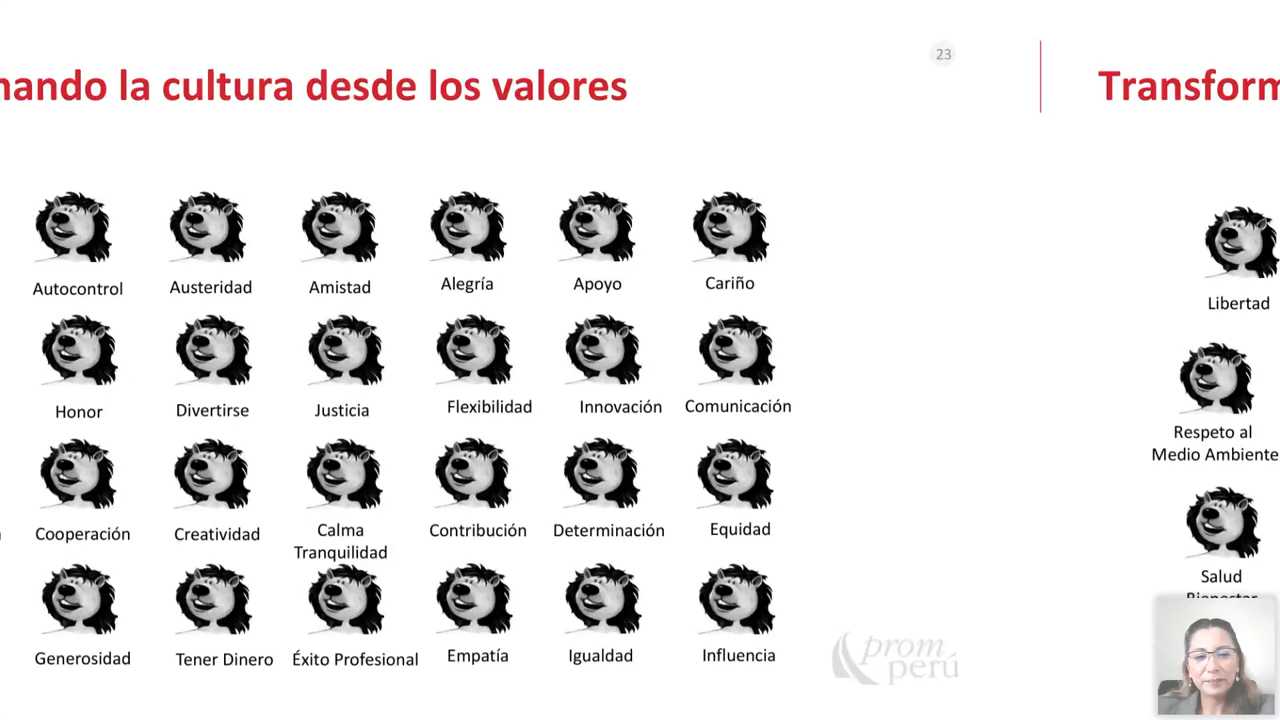 23
nando la cultura desde los valores
Transform
Autocontrol
Austeridad
Amistad
Alegría
Apoyo
Cariño
Libertad
Honor
Divertirse
Justicia
Flexibilidad
Innovación
Comunicación
Respeto al
Medio Ambiente
Cooperación
Creatividad
Calma
Tranquilidad
Contribución
Determinación
Equidad
Salud
Bienestar
Generosidad
Tener Dinero
Éxito Profesional
Empatía
Igualdad
Influencia
prom
perú